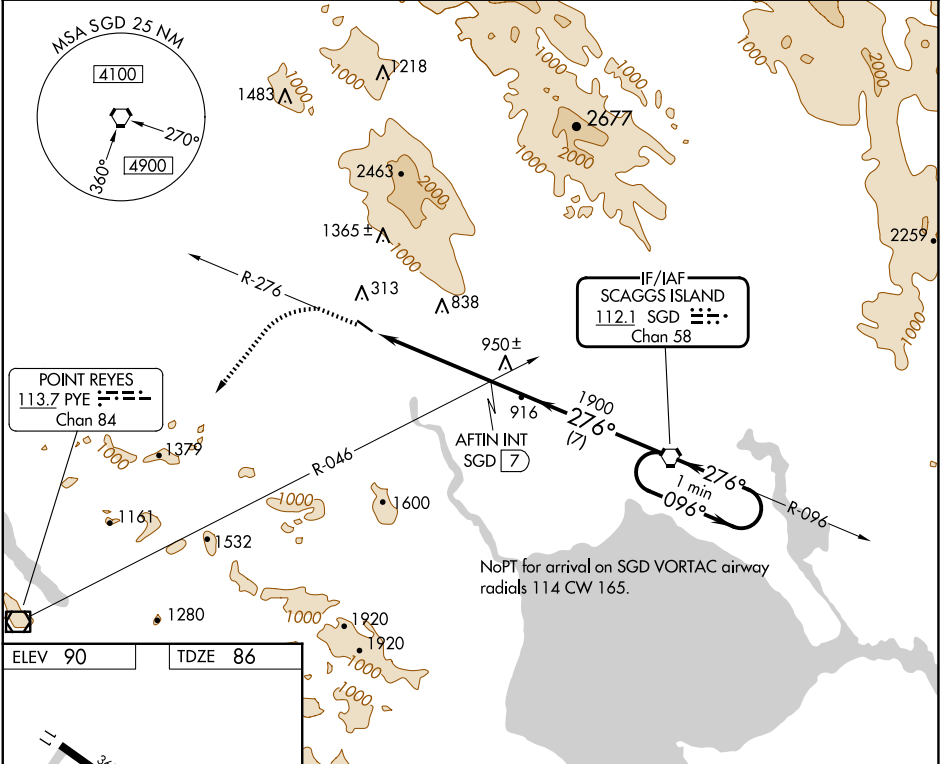 MSA SGD 25 NM
4100
270°
360°
4900
1000
1218
1483
1000
1000
1000
2677
2000
1000
1000
2000
1000
2463
2000
1365 ±
1000
2259
1000
R-276
313
838
IF/IAF
SCAGGS ISLAND
112.1 SGD
Chan 58
950 ±
POINT REYES
113.7 PYE
Chan 84
1900
276°
(7)
916
AFTIN INT
SGD 7
1379
1000
R-046
276°
1 min
096°
R-096
1000
1600
1161
1532
NoPT for arrival on SGD VORTAC airway
radials 114 CW 165.
1280
1000
1920
1920
1000
1000
ELEV 90
TDZE 86
11